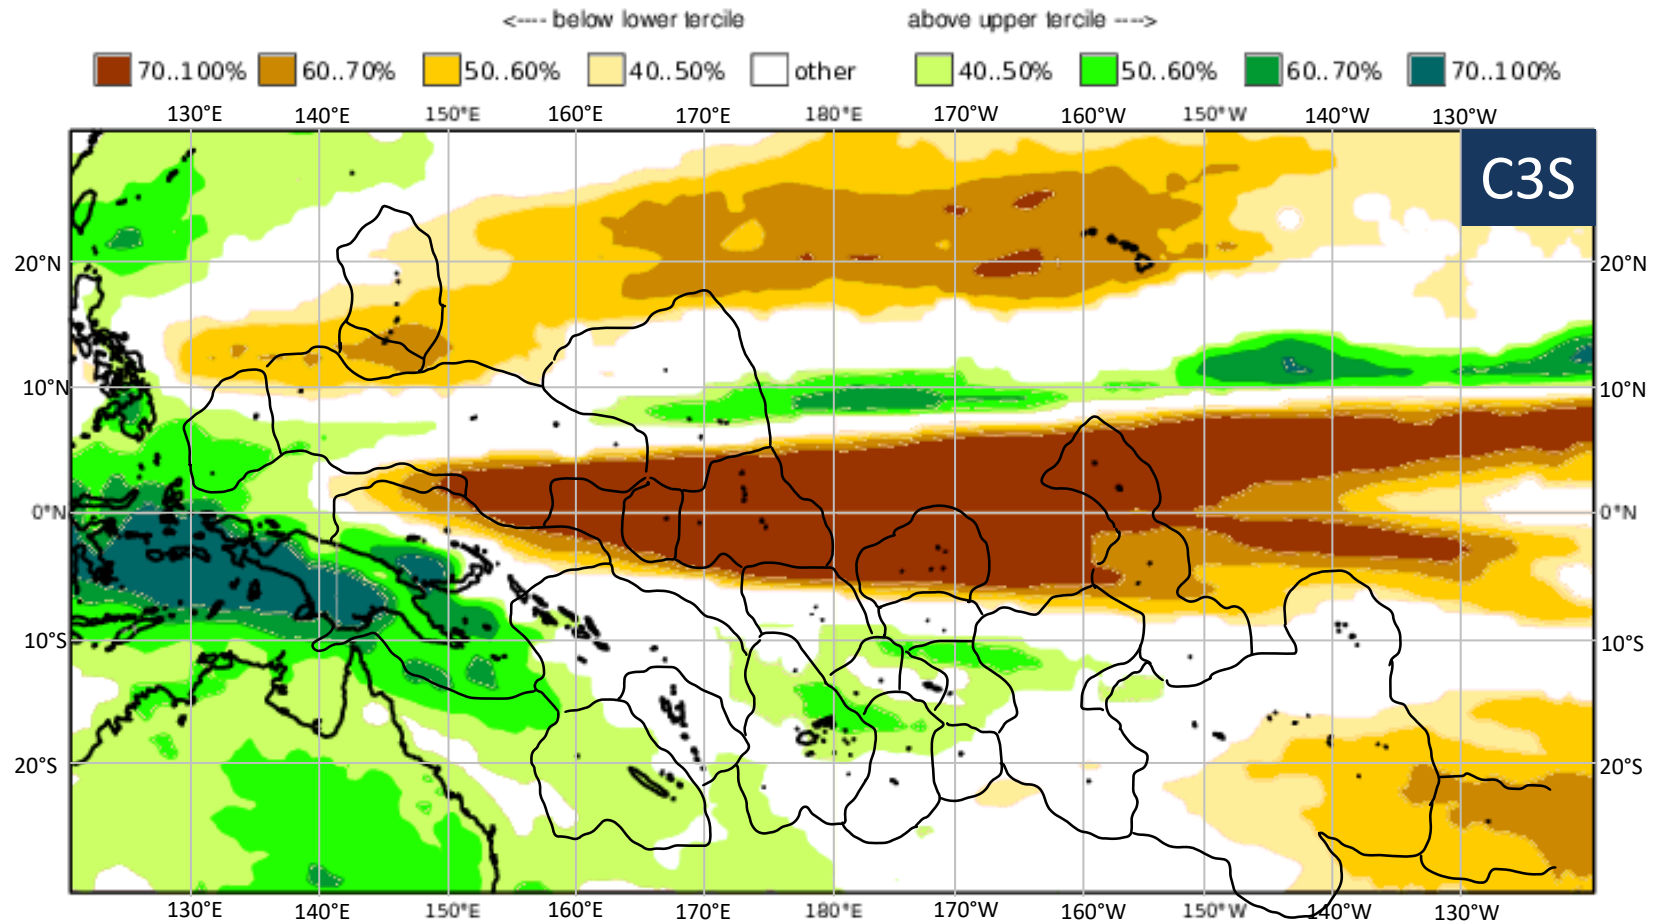 <---- below lower tercile above upper tercile ---->
70..100% 60..70% 50..60% 40..50% other 40..50% 50..60% 60..70% 70..100%
130°E 140°E 150°E 160°E 170°E 180°E 170°W 160°W 150°W 140°W 130°W
C3S
20°N 20°N
10°N 10°N
0°N 0°N
10°S 10°S
20°S 20°S
130°E 140°E 150°E 160°E 170°E 180°E 170°W 160°W 150°W 140°W 130°W